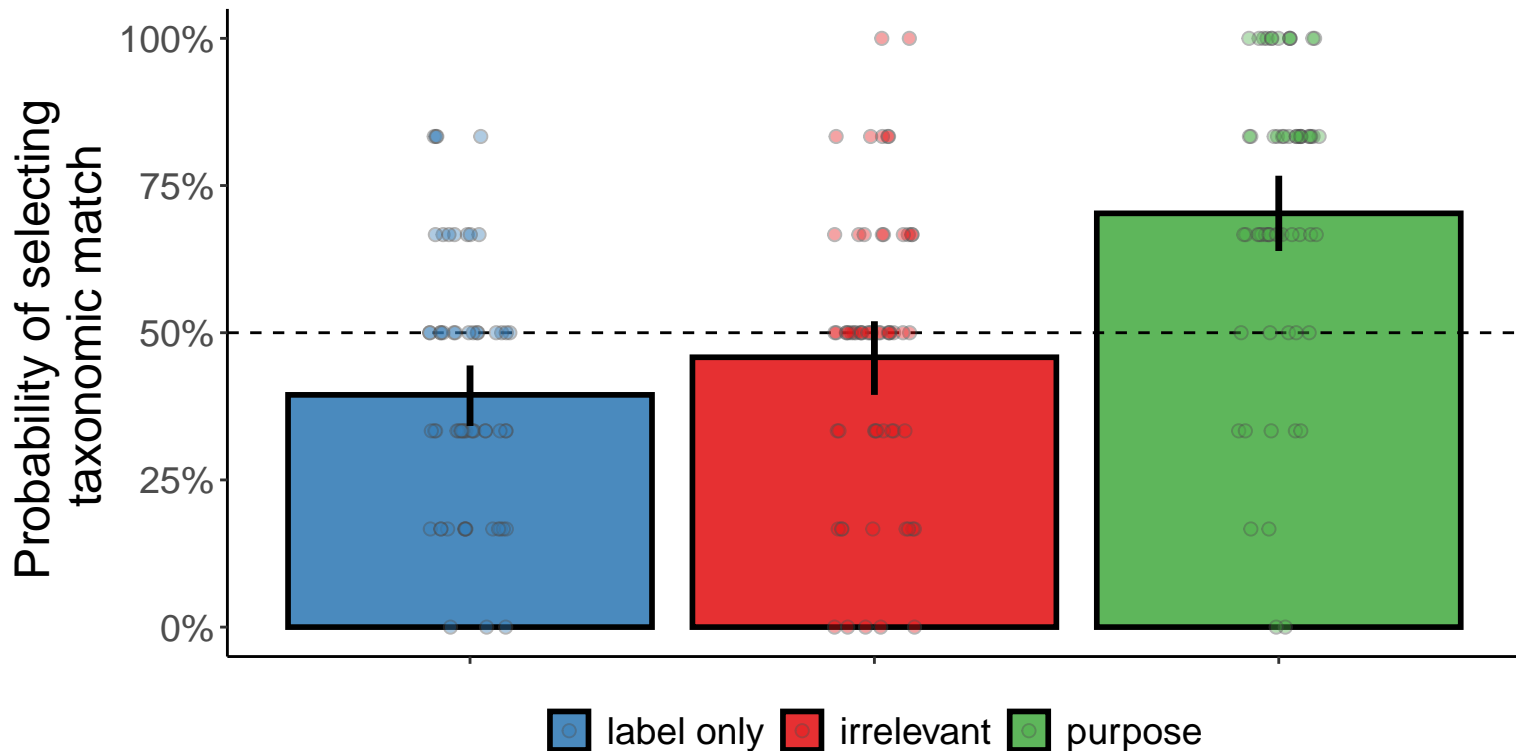 Probability of selecting
taxonomic match
100%
75%
50%
25%
0%
label only irrelevant purpose